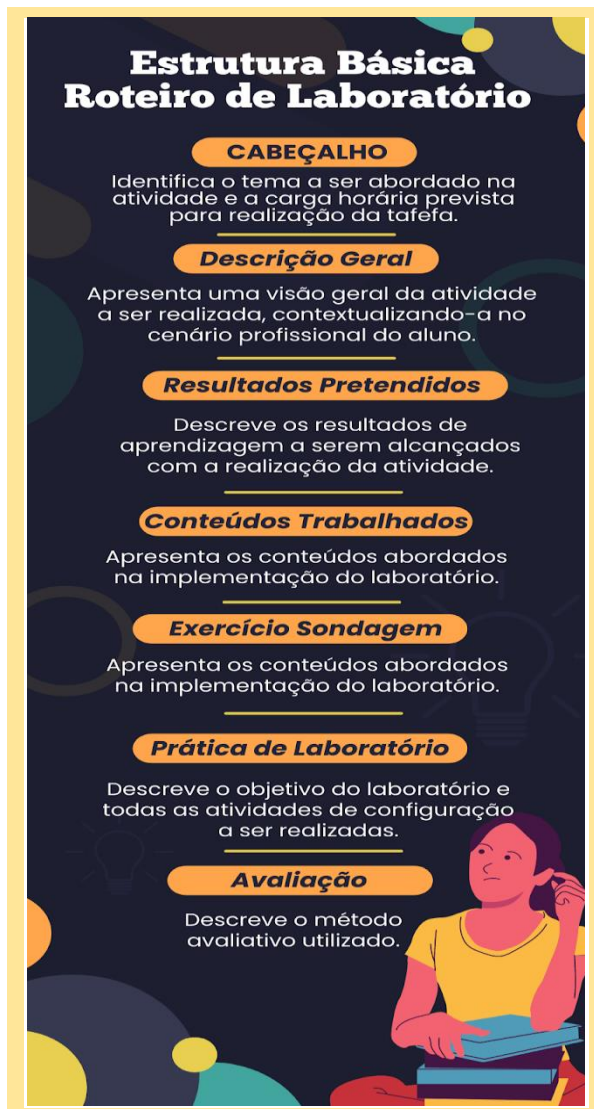 Estrutura Básica
Roteiro de Laboratório
CABEÇALHO
Identifica o tema a ser abordado na
atividade e a carga horária prevista
para realização da tafefa.
Descrição Geral
Apresenta uma visão geral da atividade
a ser realizada, contextualizando-a no
cenário profissional do aluno.
Resultados Pretendidos
Descreve os resultados de
aprendizagem a serem alcançados
com a realização da atividade.
Conteúdos Trabalhados
Apresenta os conteúdos abordados
na implementação do laboratório.
Exercício Sondagem
Apresenta os conteúdos abordados
na implementação do laboratório.
Prática de Laboratório
Descreve o objetivo do laboratório e
todas as atividades de configuração
a ser realizadas.
Avaliação
Descreve o método
avaliativo utilizado.